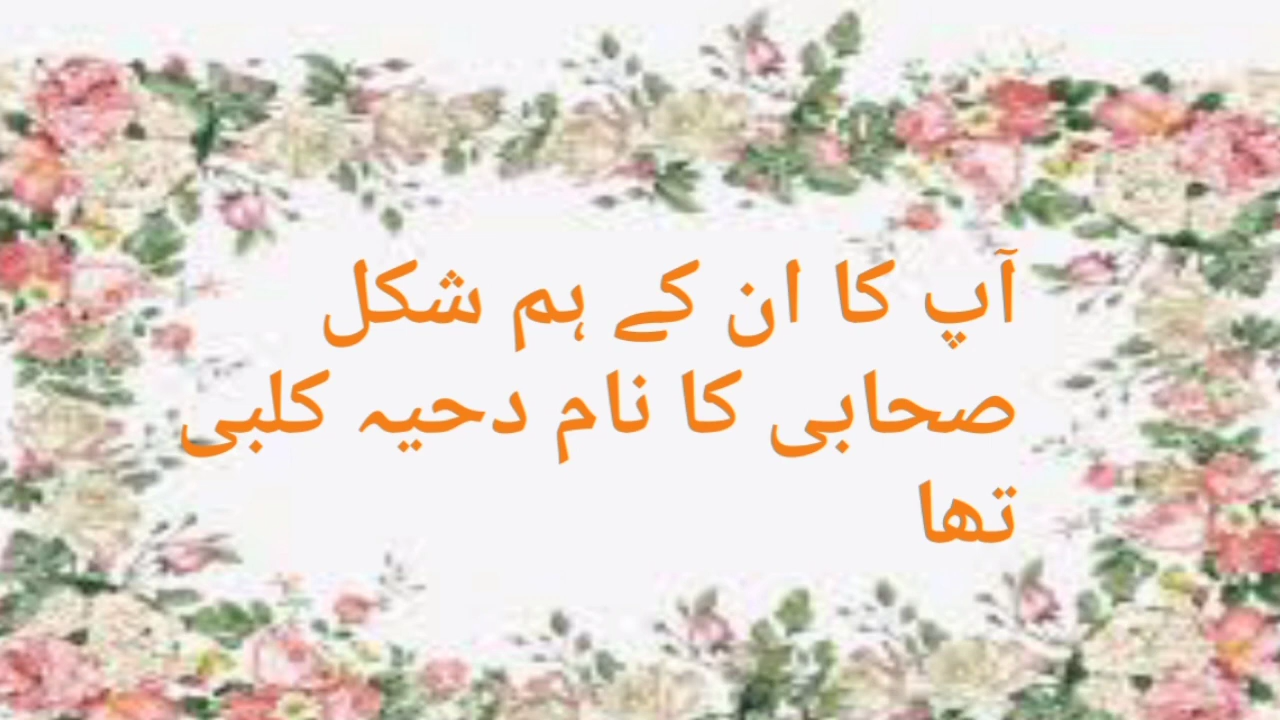 آپ کا ان کے ہم شکل
صحابی کا نام دحیہ کلبی
تھا